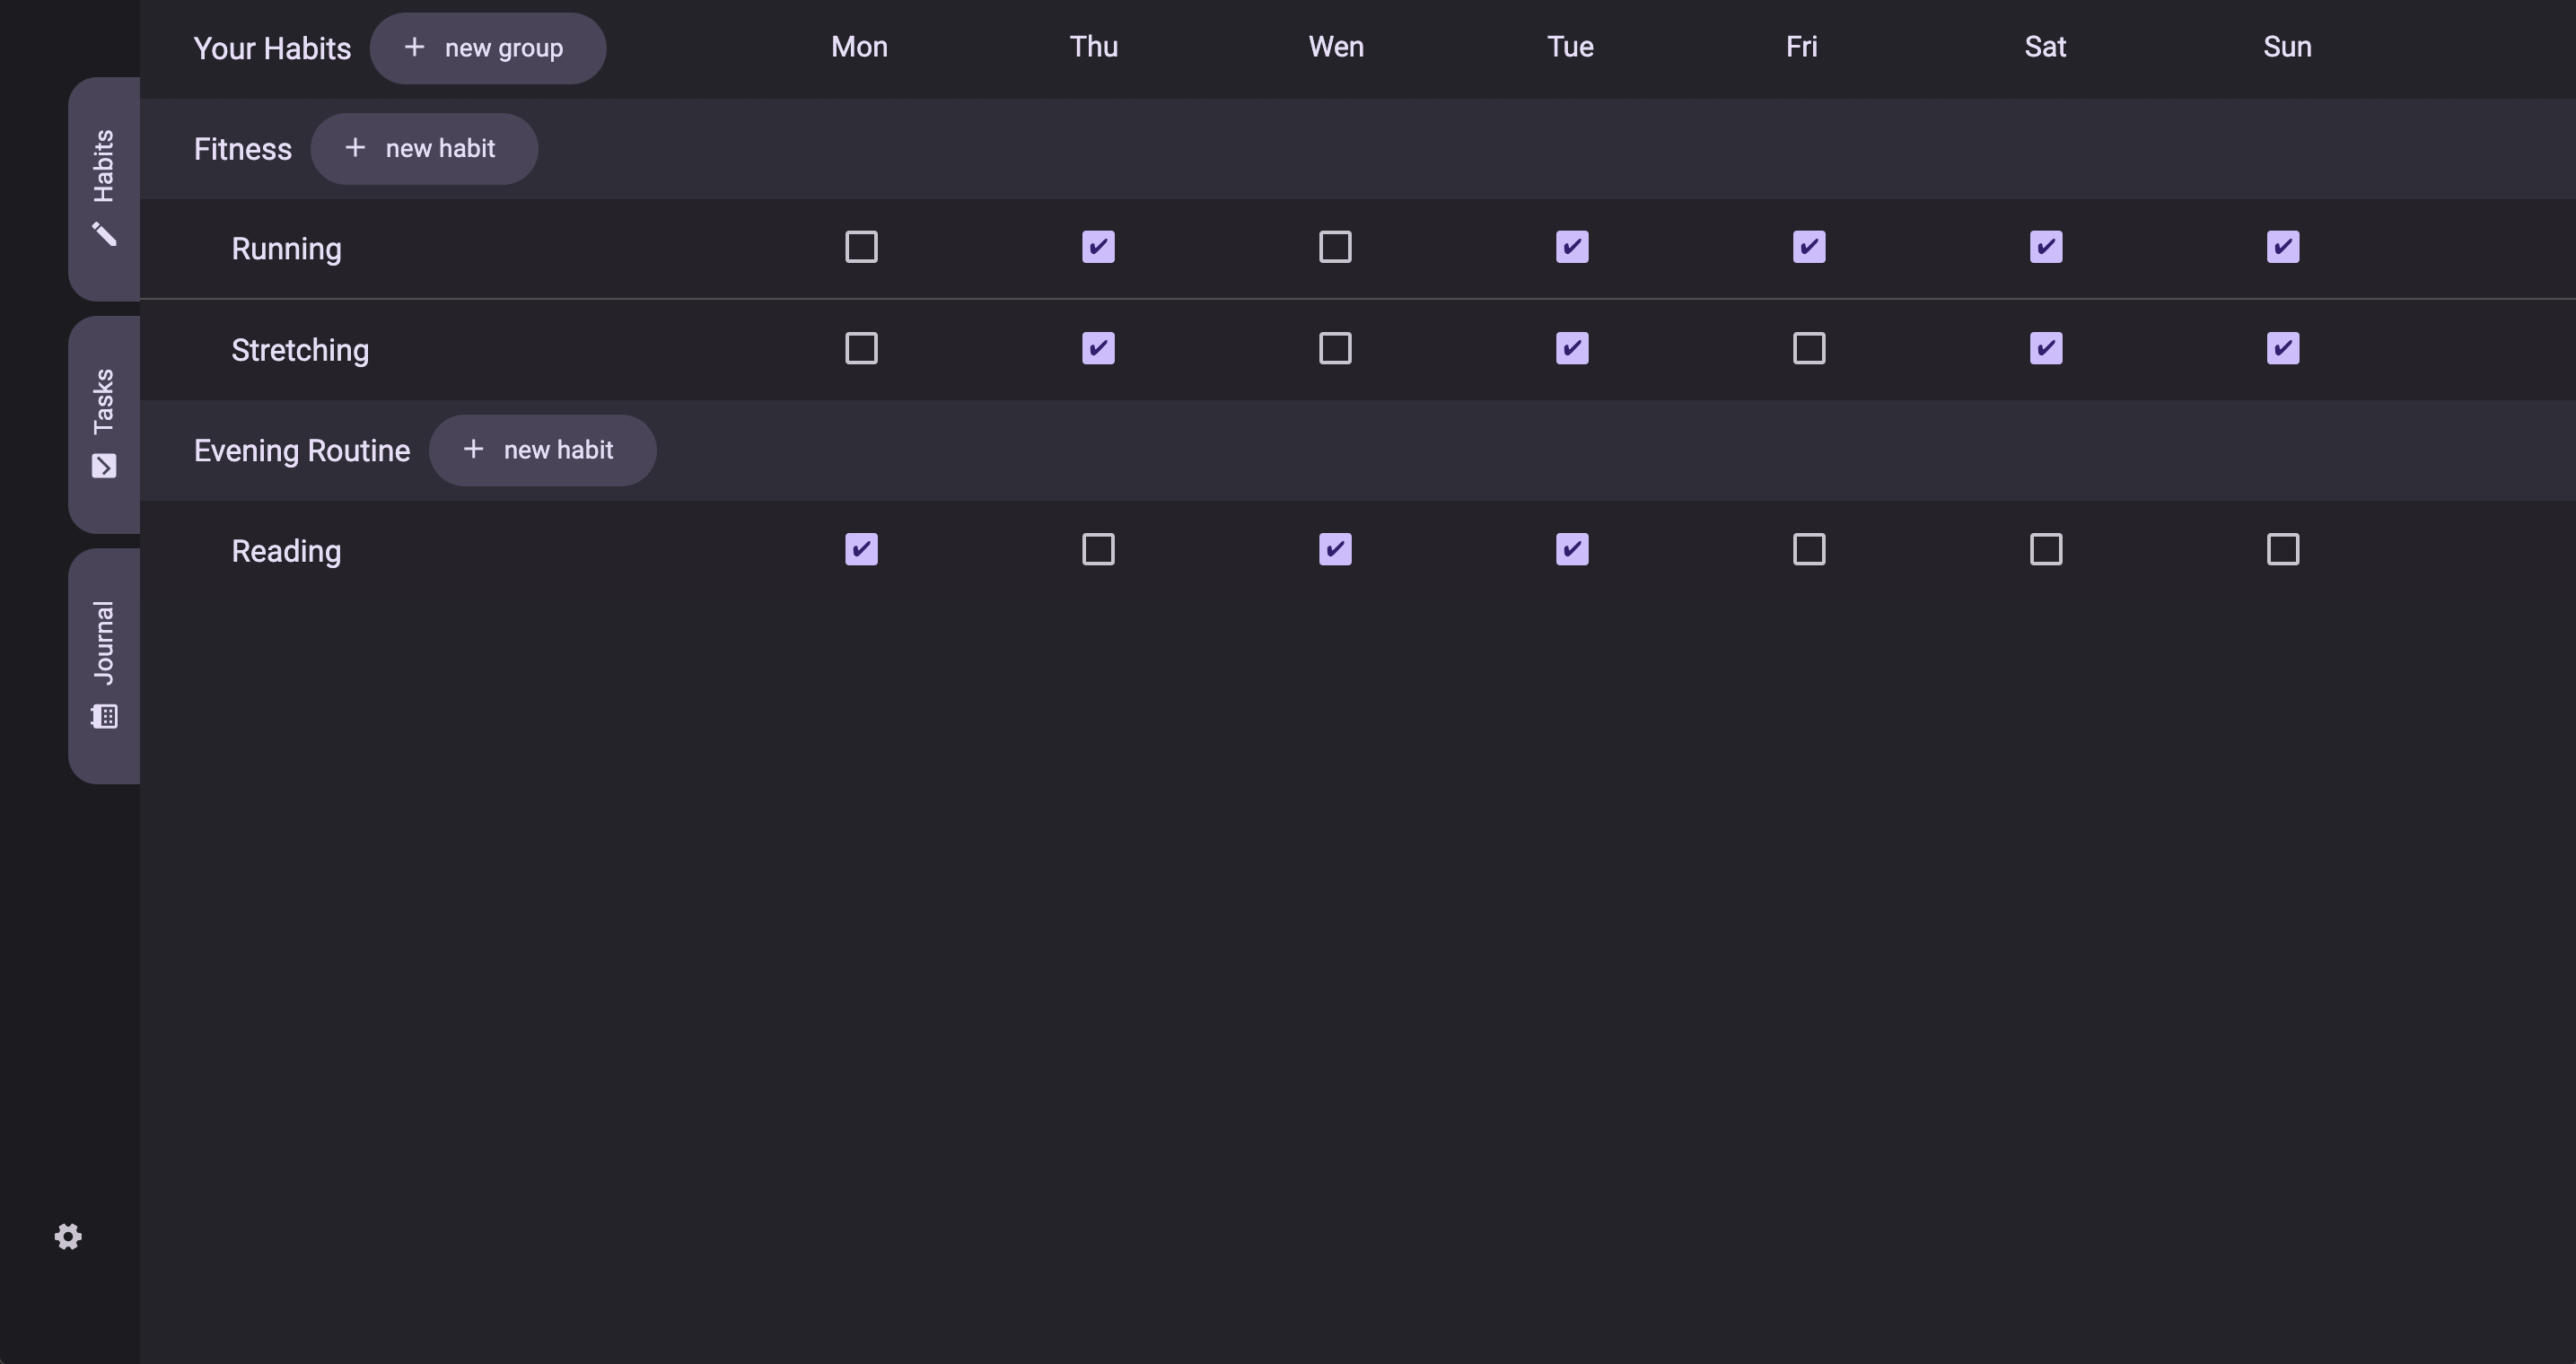 Your Habits + new group Mon Thu Wen Tue Fri Sat Sun
Habits
Fitness + new habit
Running
Stretching
Tasks
Evening Routine + new habit
Reading
Journal